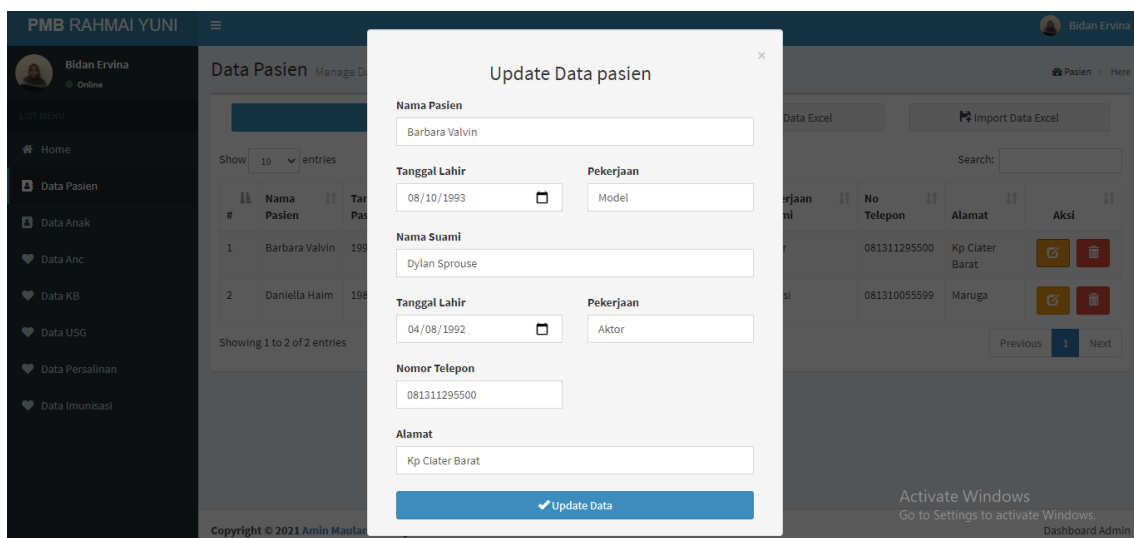 PMB RAHMAI YUNI
Bidan Ervina
Bidan Ervina
Online
LIST MENU
Home
Data Pasien
Data Anak
Data Anc
Data KB
Data USG
Data Persalinan
Data Imunisasi
Data Pasien Manage
Pasien > Here
Data Excel
Import Data Excel
Show 10 entries
Search:
# Nama Pasien
No Telepon
Alamat
Aksi
1 Barbara Valvin 199
081311295500 Kp Ciater Barat
2 Daniella Haim 198
081310055599 Maruga
Showing 1 to 2 of 2 entries
Previous 1 Next
Update Data pasien
×
Nama Pasien
Barbara Valvin
Tanggal Lahir Pekerjaan
08/10/1993 Model
Nama Suami
Dylan Sprouse
Tanggal Lahir Pekerjaan
04/08/1992 Aktor
Nomor Telepon
081311295500
Alamat
Kp Ciater Barat
Update Data
Activate Windows
Go to Settings to activate Windows.
Copyright © 2021 Amin
Dashboard Admin